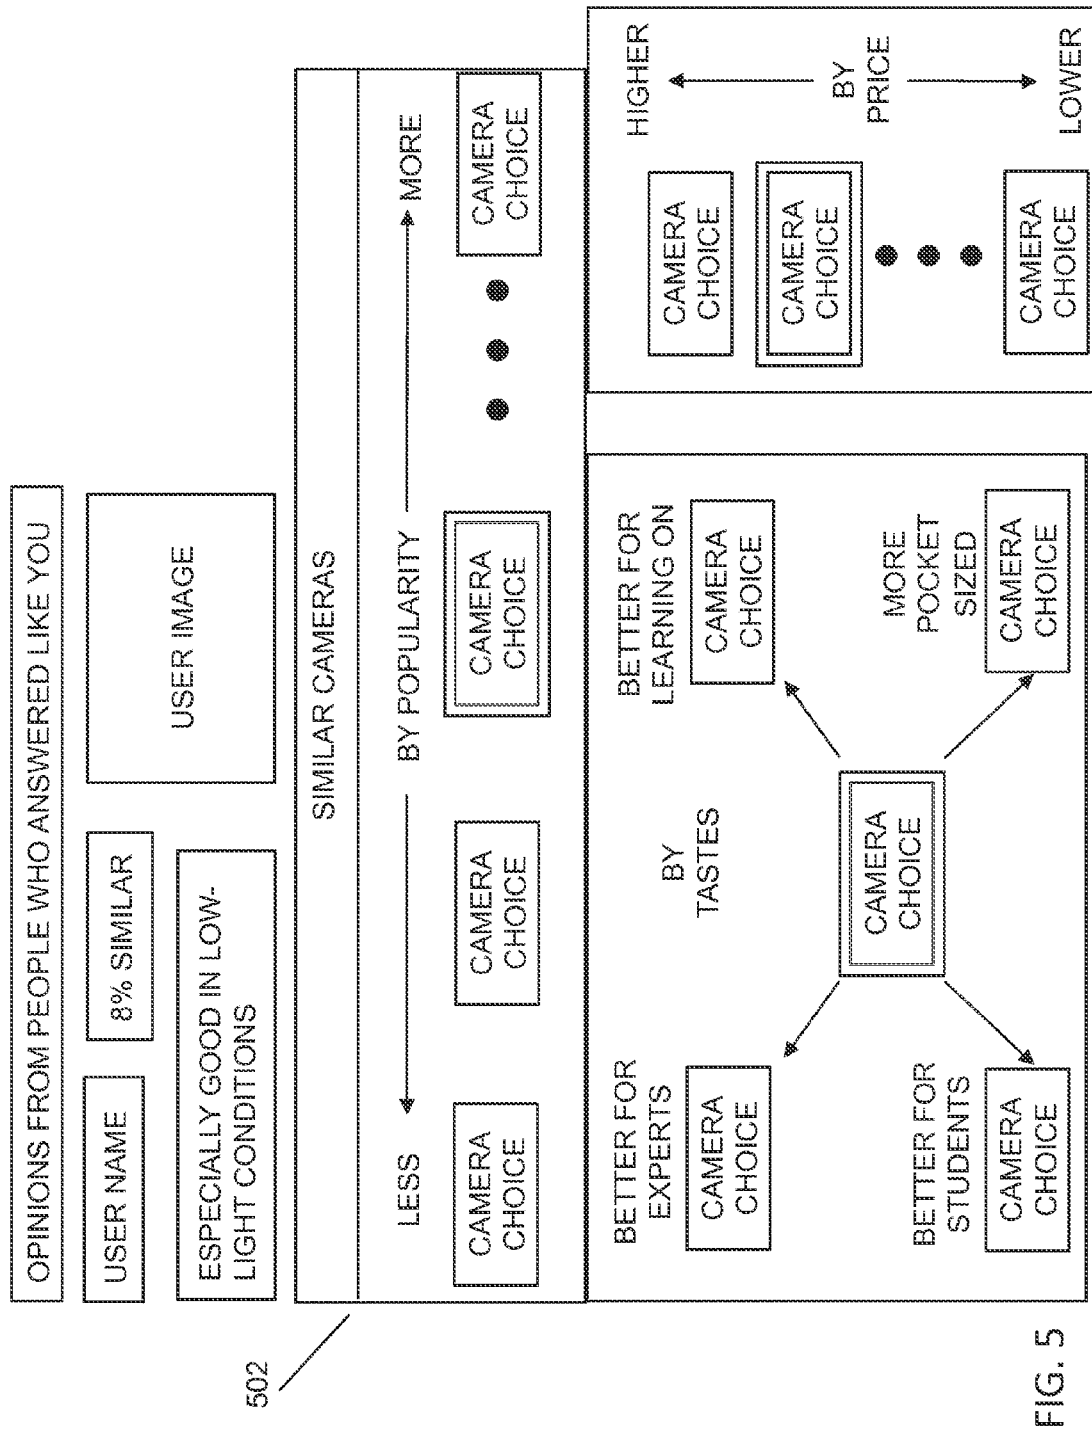 OPINIONS FROM PEOPLE WHO ANSWERED LIKE YOU
USER NAME
8% SIMILAR
USER IMAGE
ESPECIALLY GOOD IN LOW-
LIGHT CONDITIONS
502
SIMILAR CAMERAS
LESS
BY POPULARITY
MORE
CAMERA
CHOICE
CAMERA
CHOICE
CAMERA
CHOICE
CAMERA
CHOICE
BETTER FOR
EXPERTS
CAMERA
CHOICE
BY
TASTES
BETTER FOR
LEARNING ON
CAMERA
CHOICE
CAMERA
CHOICE
BETTER FOR
STUDENTS
CAMERA
CHOICE
MORE
POCKET
SIZED
CAMERA
CHOICE
HIGHER
BY
PRICE
LOWER
CAMERA
CHOICE
CAMERA
CHOICE
CAMERA
CHOICE
FIG. 5